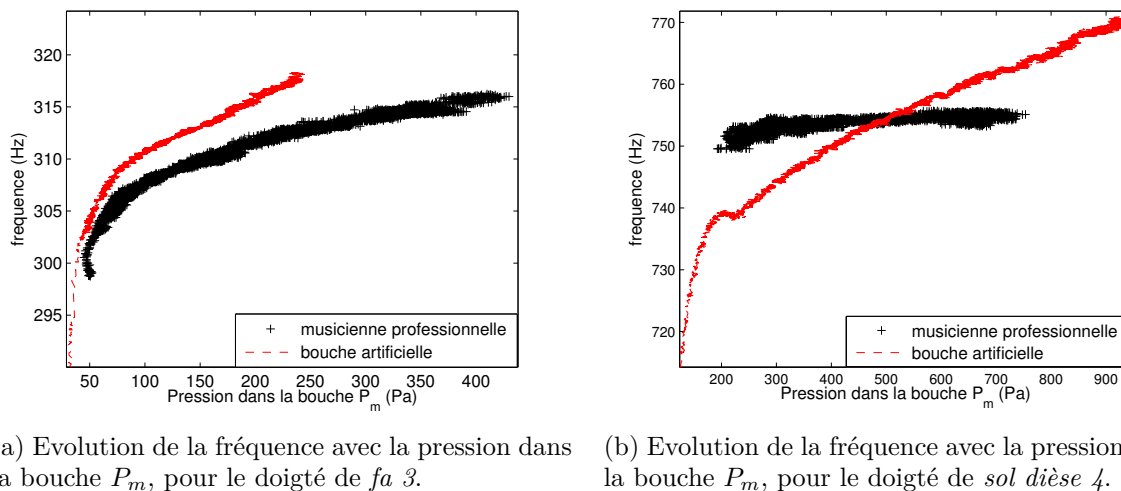 320
315
310
305
300
295
frequence (Hz)
50 100 150 200 250 300 350 400
Pression dans la bouche P_m (Pa)
musicienne professionnelle
bouche artificielle
770
760
750
740
730
720
frequence (Hz)
200 300 400 500 600 700 800 900
Pression dans la bouche P_m (Pa)
musicienne professionnelle
bouche artificielle
a) Evolution de la fréquence avec la pression dans
a bouche P_m, pour le doigté de fa 3.
(b) Evolution de la fréquence avec la pression
la bouche P_m, pour le doigté de sol dièse 4.